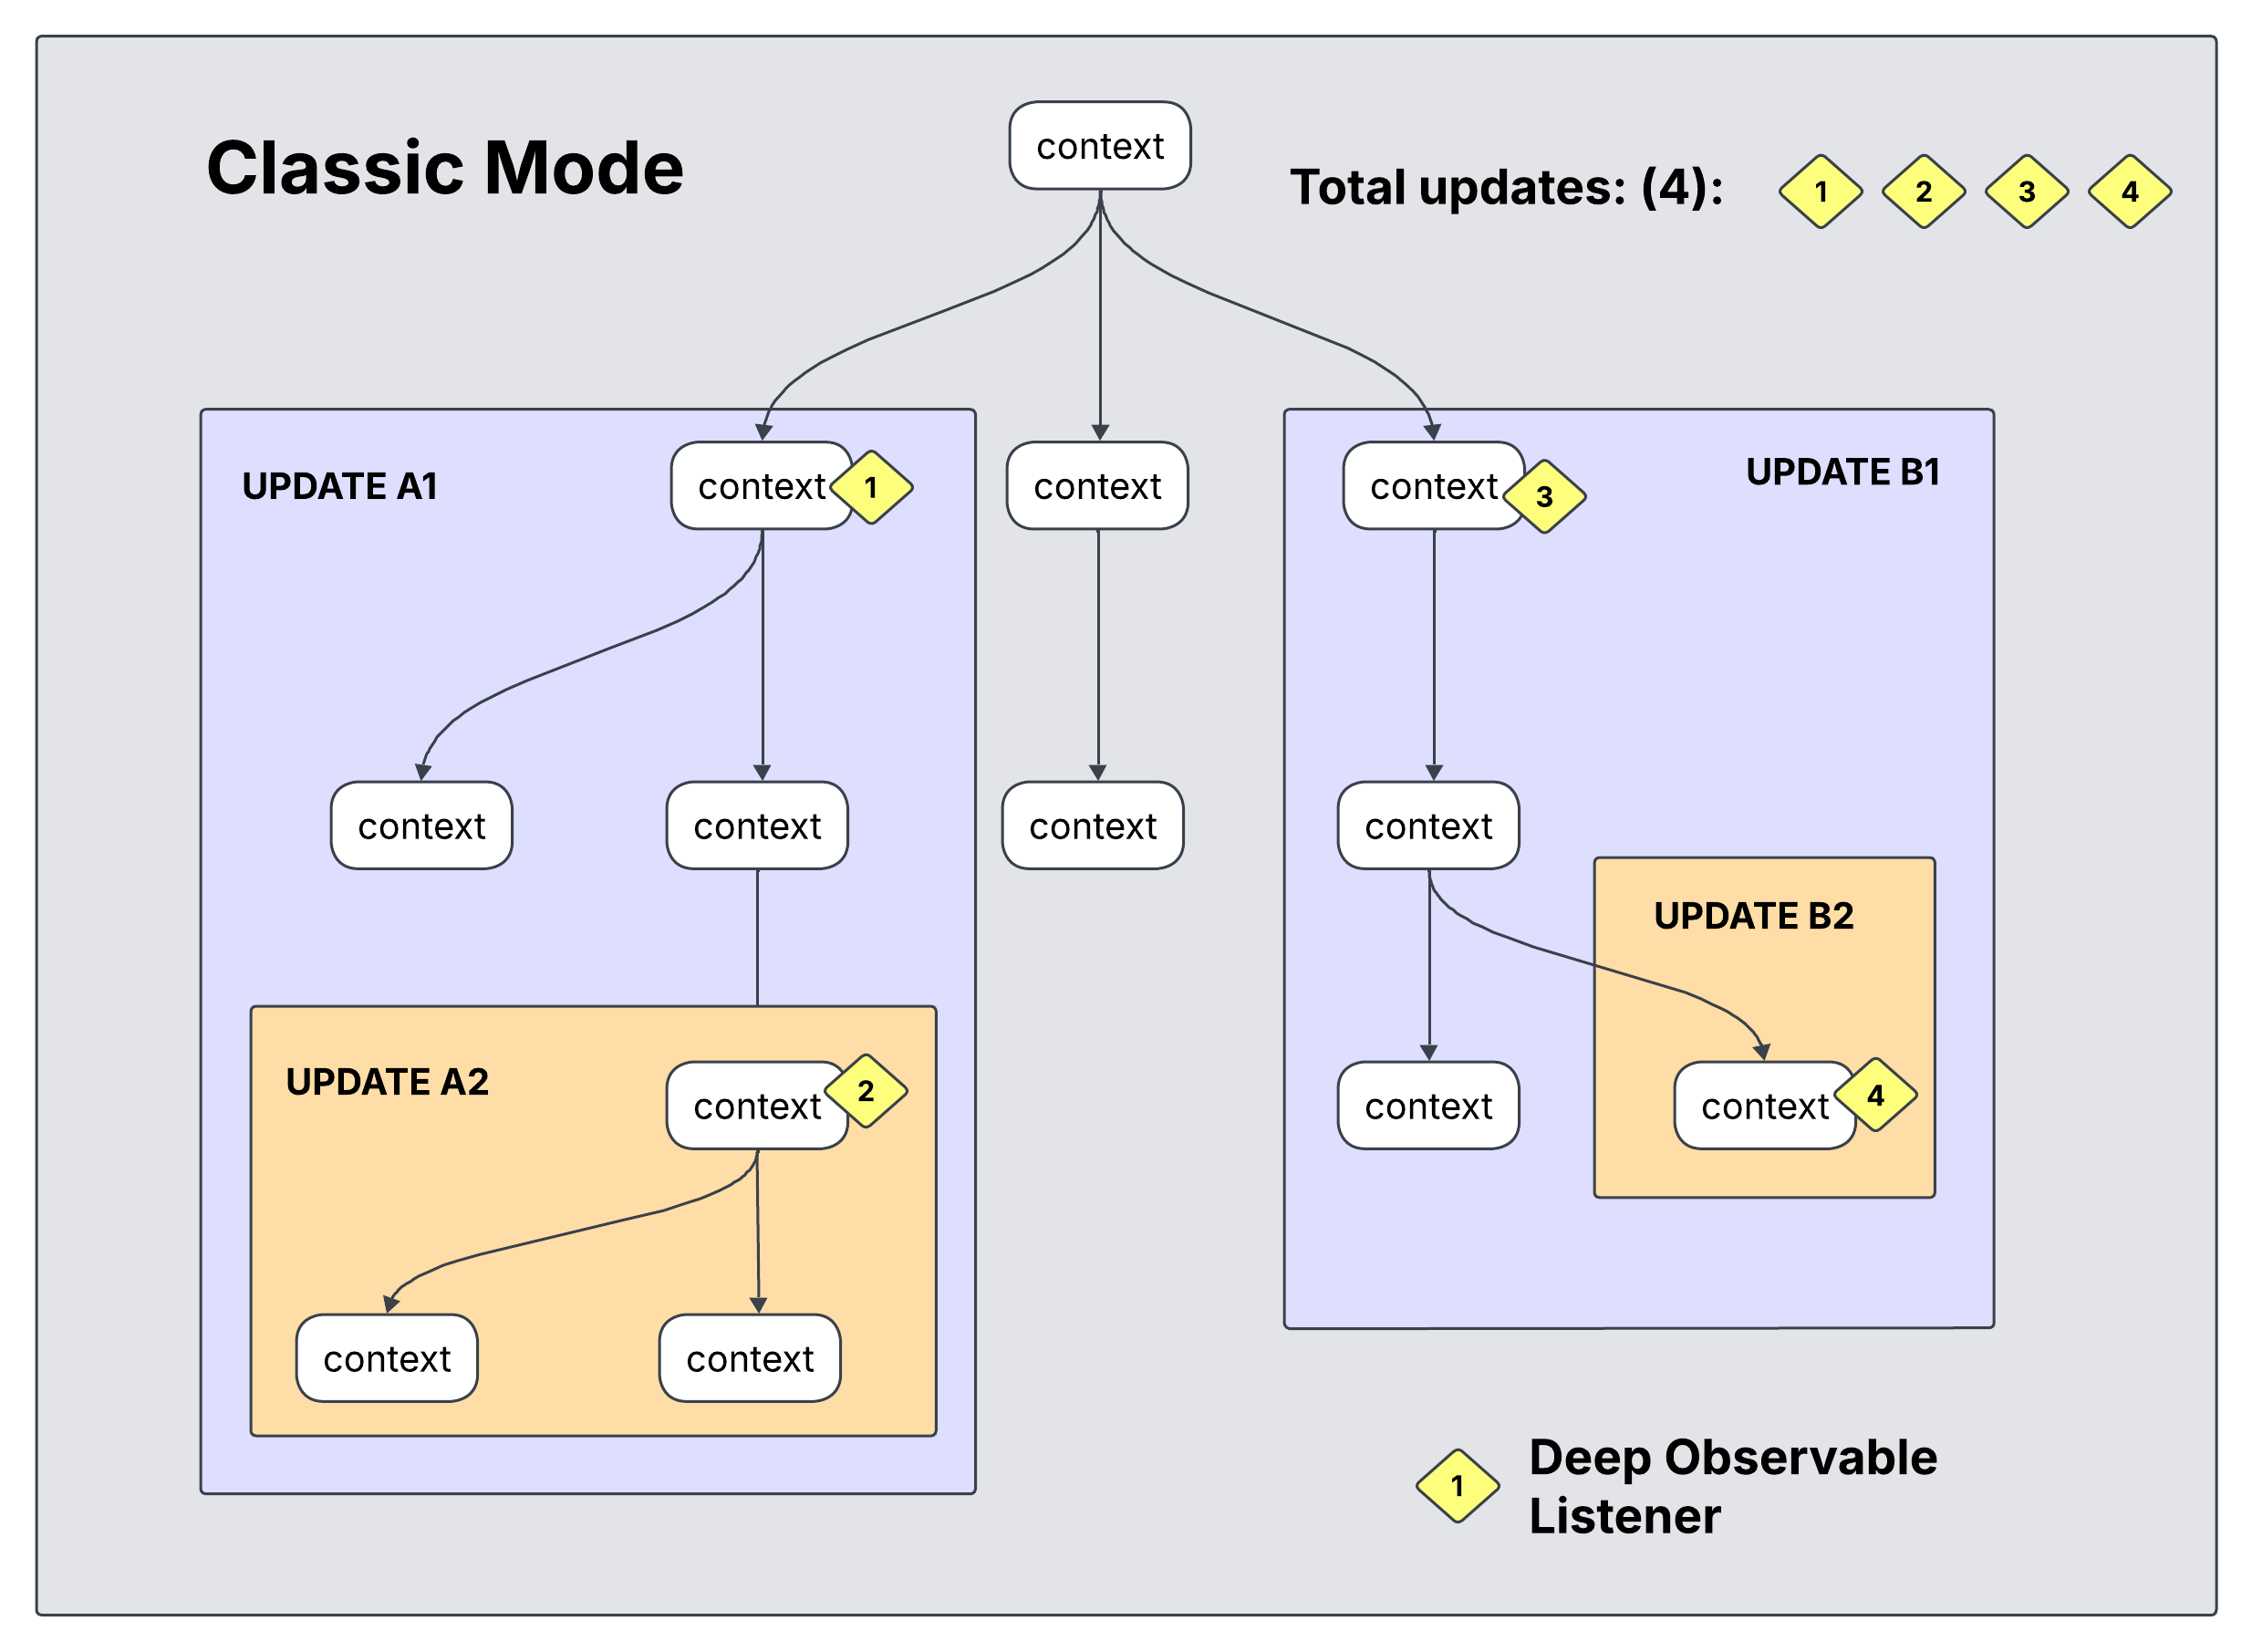 Classic Mode
context
Total updates: (4):
1
2
3
4
UPDATE A1
context
1
context
context
3
UPDATE B1
context
context
context
context
UPDATE B2
UPDATE A2
context
2
context
context
4
context
context
1
Deep Observable
Listener